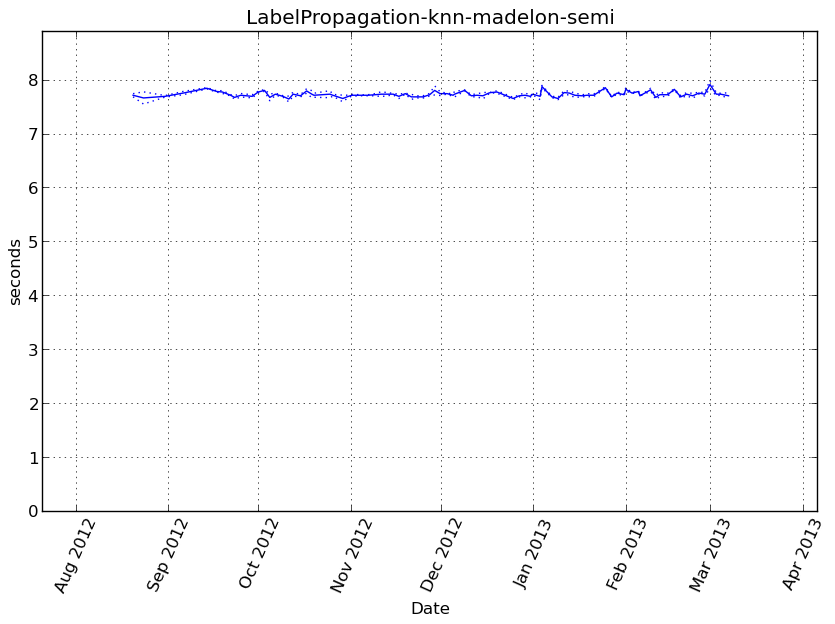 LabelPropagation-knn-madelon-semi
8
7
6
5
4
3
2
1
0
seconds
Aug 2012
Sep 2012
Oct 2012
Nov 2012
Dec 2012
Jan 2013
Feb 2013
Mar 2013
Apr 2013
Date